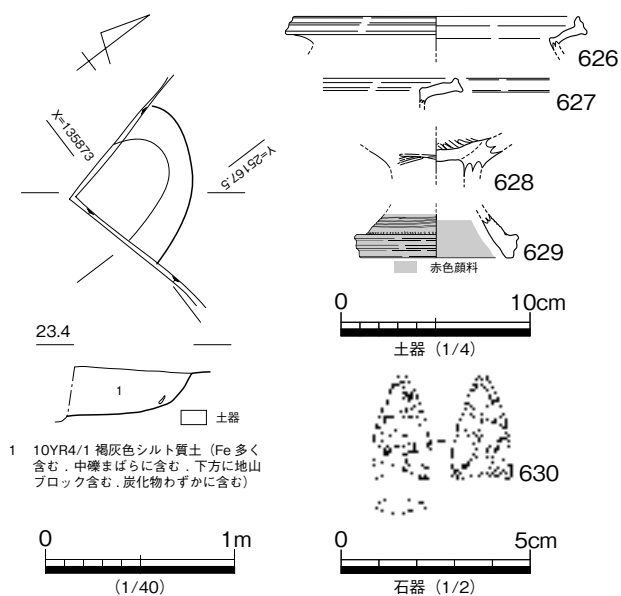 X=135873
Y=25167.5
23.4
1
土器
1 10YR4/1 褐灰色シルト質土（Fe 多く
含む．中礫まばらに含む．下方に地山
ブロック含む．炭化物わずかに含む）
0 1m
（1/40）
626
627
628
629
赤色顔料
0 10cm
土器（1/4）
630
0 5cm
石器（1/2）